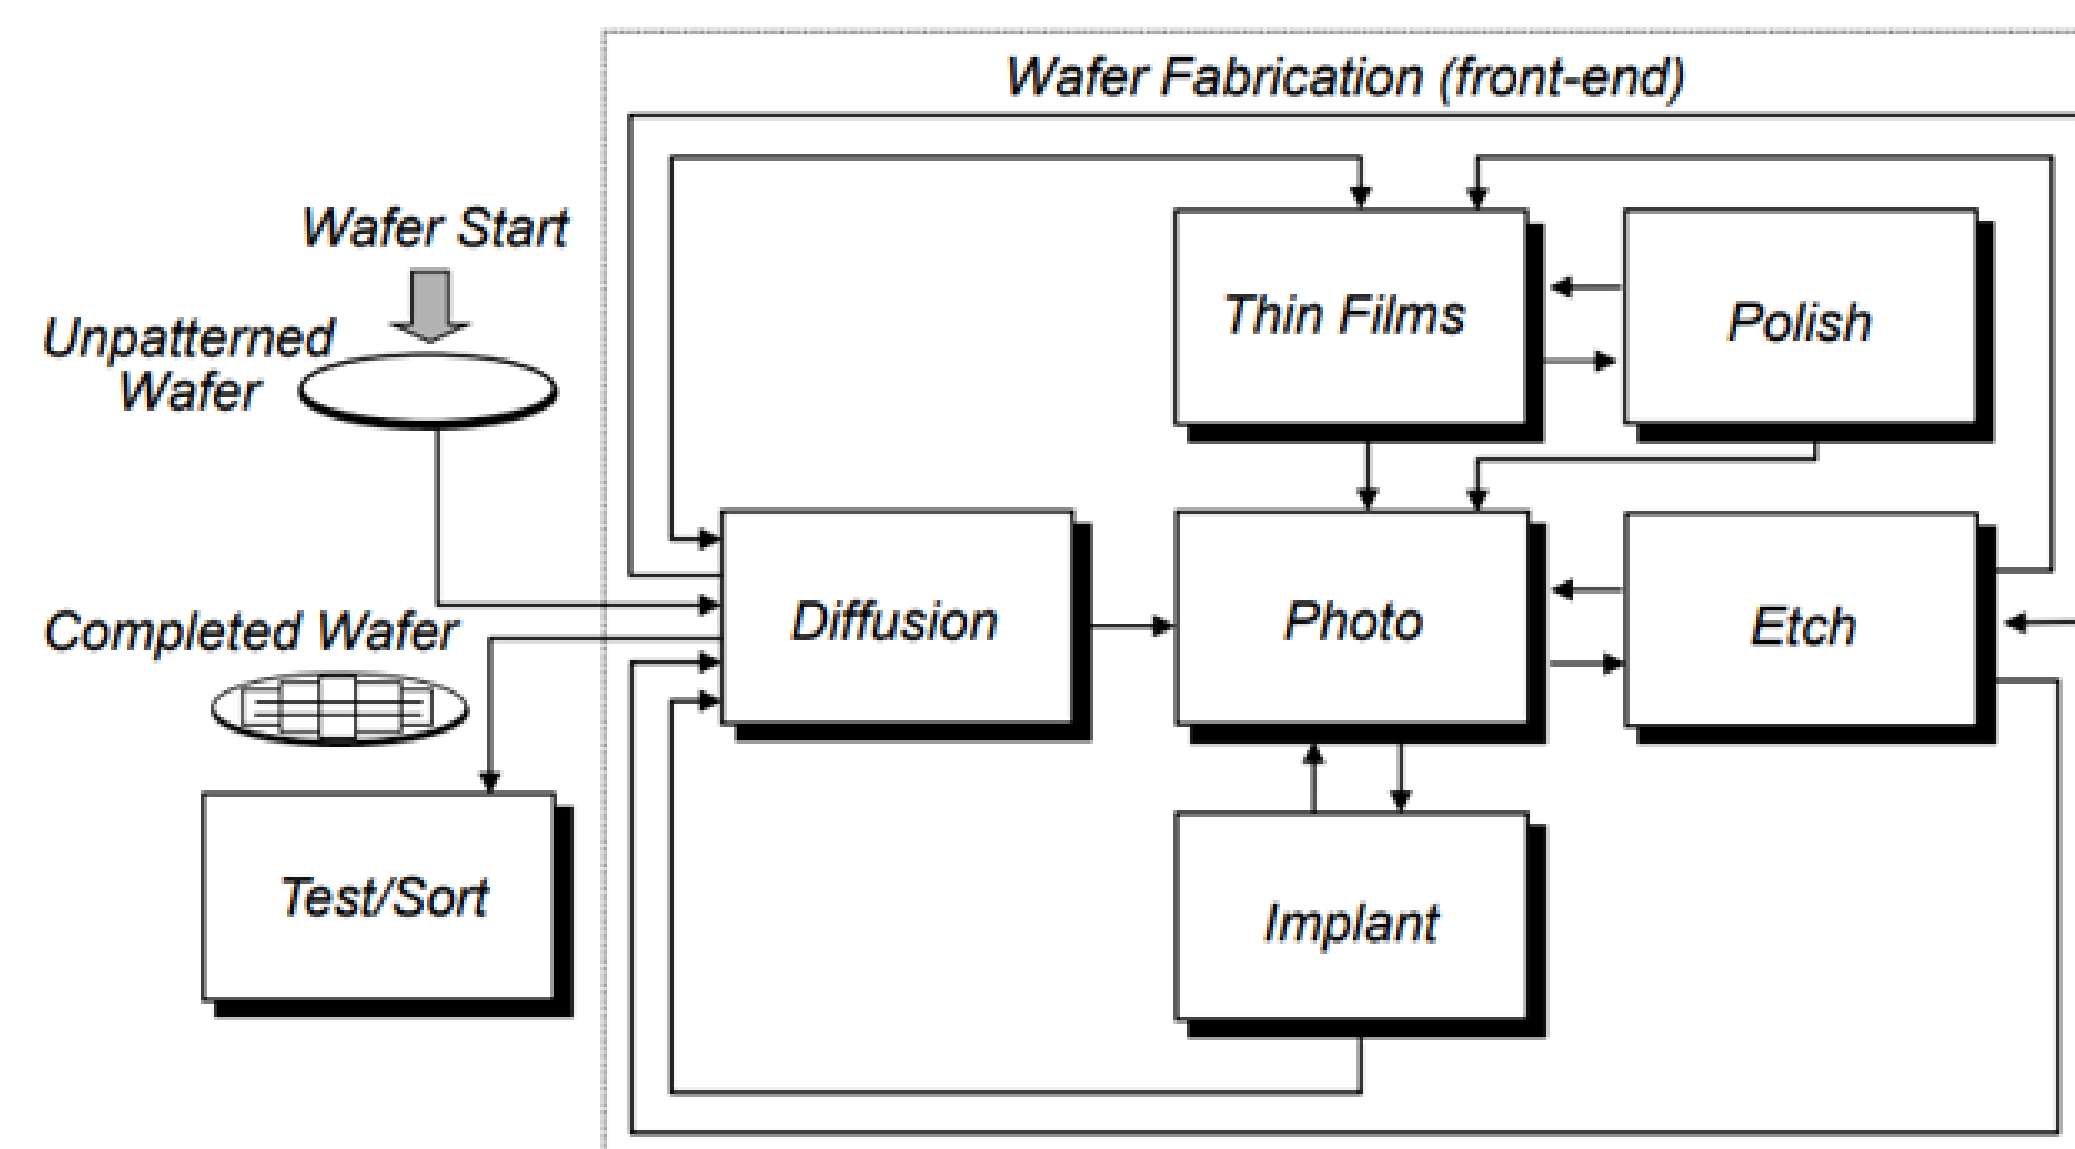 Wafer Fabrication (front-end)
Wafer Start
Unpatterned
Wafer
Thin Films
Polish
Completed Wafer
Diffusion
Photo
Etch
Test/Sort
Implant